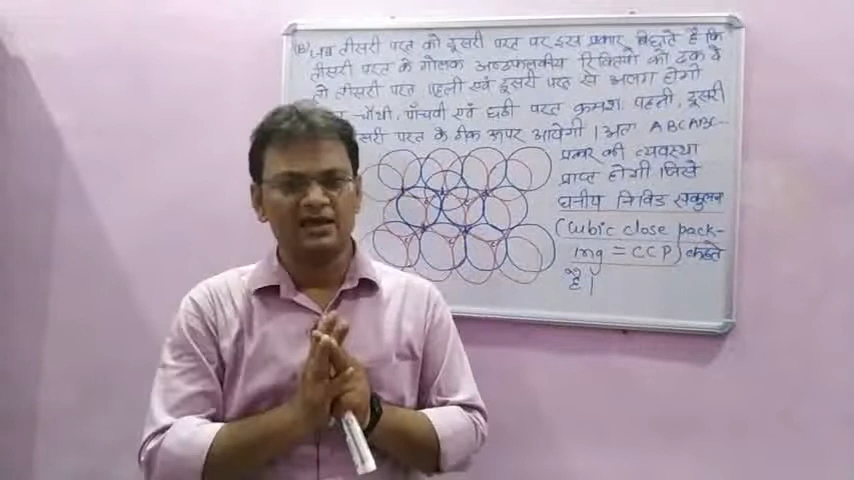 (B) जब तीसरी परत को दूसरी परत पर इस प्रकार बिछाते है कि
तीसरी परत के गोलक अष्टफलकीय रिक्तियों को ढक दे
तो तीसरी परत पहली एवं दूसरी परत से अलग होगी
चौथी, पाँचवी एवं छठी परत क्रमशः पहली, दूसरी
सरी परत के ठीक ऊपर आयेगी। अतः ABCABC-
प्रकार की व्यवस्था
प्राप्त होगी जिसे
घनीय निविड संकुलन
(Cubic close pack-
ing = CCP) कहते
है।